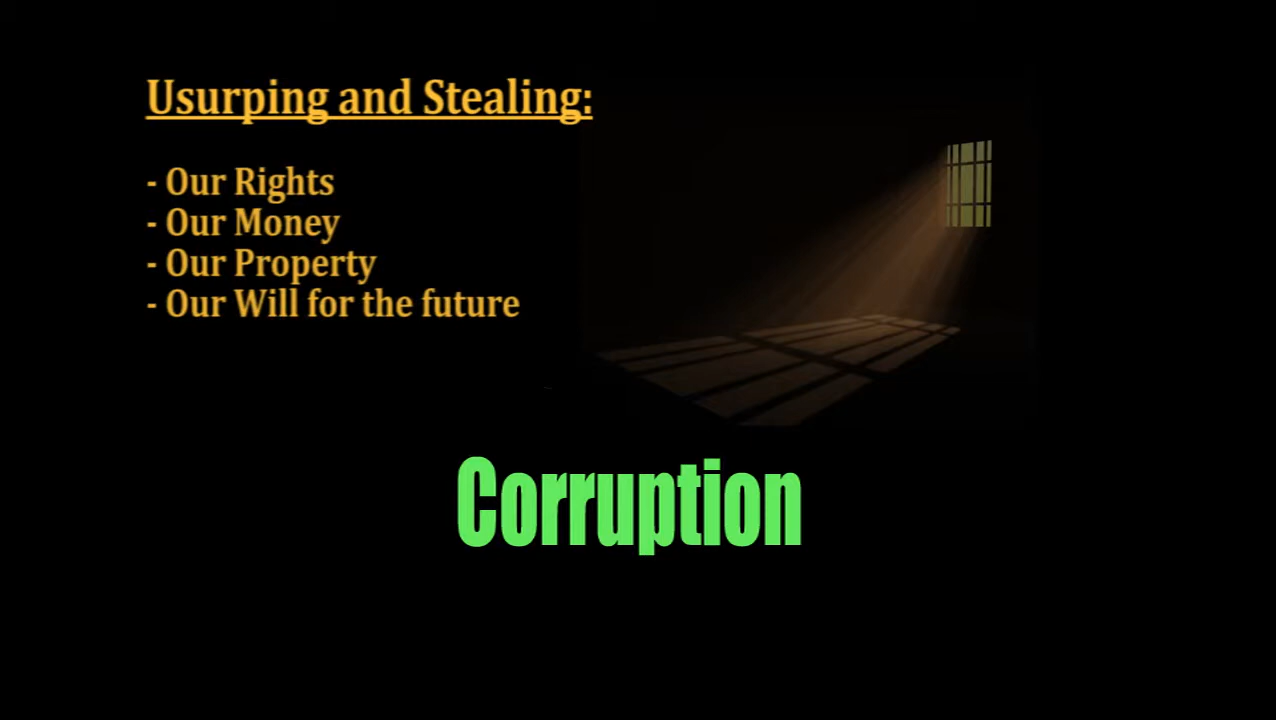 Usurping and Stealing:
- Our Rights
- Our Money
- Our Property
- Our Will for the future
Corruption